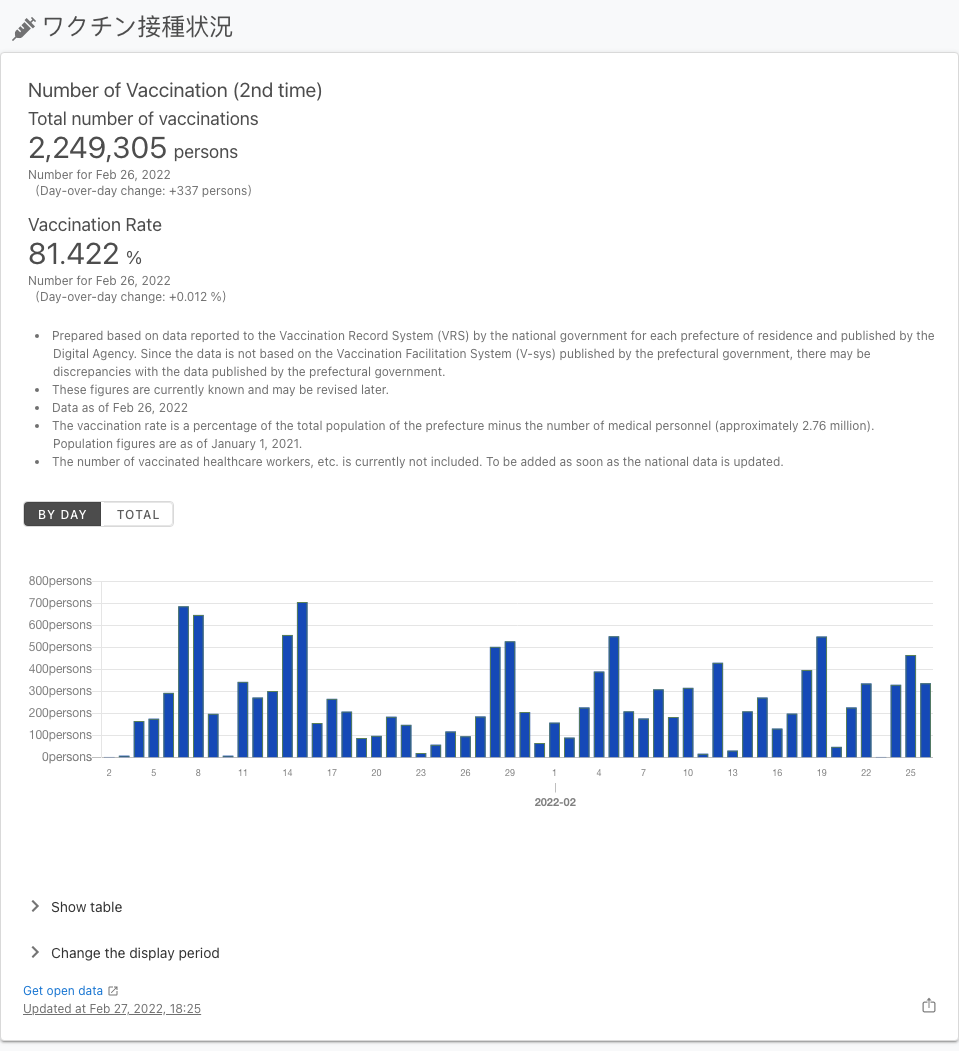 ワクチン接種状況
Number of Vaccination (2nd time)
Total number of vaccinations
2,249,305 persons
Number for Feb 26, 2022
(Day-over-day change: +337 persons)
Vaccination Rate
81.422 %
Number for Feb 26, 2022
(Day-over-day change: +0.012 %)
• Prepared based on data reported to the Vaccination Record System (VRS) by the national government for each prefecture of residence and published by the
Digital Agency. Since the data is not based on the Vaccination Facilitation System (V-sys) published by the prefectural government, there may be
discrepancies with the data published by the prefectural government.
• These figures are currently known and may be revised later.
• Data as of Feb 26, 2022
• The vaccination rate is a percentage of the total population of the prefecture minus the number of medical personnel (approximately 2.76 million).
Population figures are as of January 1, 2021.
• The number of vaccinated healthcare workers, etc. is currently not included. To be added as soon as the national data is updated.
BY DAY TOTAL
800persons
700persons
600persons
500persons
400persons
300persons
200persons
100persons
0persons
2 5 8 11 14 17 20 23 26 29 1 4 7 10 13 16 19 22 25
2022-02
Show table
Change the display period
Get open data
Updated at Feb 27, 2022, 18:25